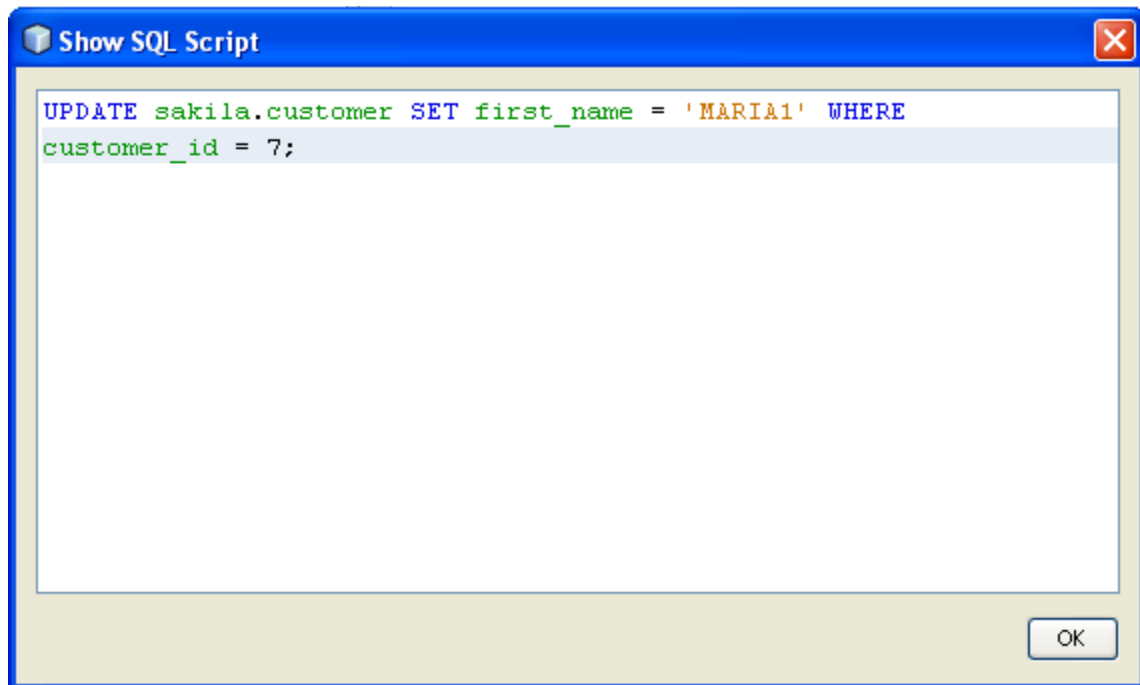 Show SQL Script
UPDATE sakila.customer SET first_name = 'MARIA1' WHERE
customer_id = 7;
OK